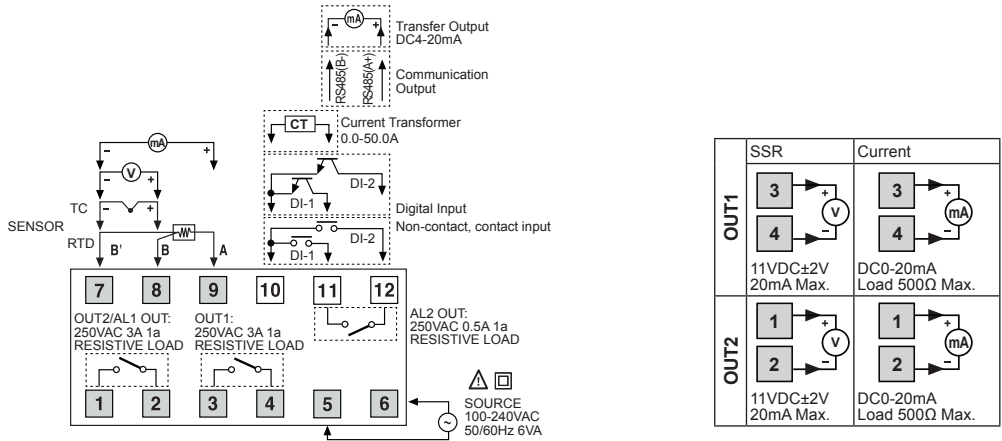 mA
- +
Transfer Output
DC4-20mA
RS485(B-)
RS485(A+)
Communication
Output
CT
Current Transformer
0.0-50.0A
DI-2
DI-1
Digital Input
Non-contact, contact input
DI-2
DI-1
mA
- +
V
- +
TC
- +
SENSOR
RTD
B'
B
A
7
8
9
10
11
12
OUT2/AL1 OUT:
250VAC 3A 1a
RESISTIVE LOAD
OUT1:
250VAC 3A 1a
RESISTIVE LOAD
AL2 OUT:
250VAC 0.5A 1a
RESISTIVE LOAD
1
2
3
4
5
6
SOURCE
100-240VAC
50/60Hz 6VA
SSR
Current
OUT1
3
4
+
V
-
3
4
+
mA
-
11VDC±2V
20mA Max.
DC0-20mA
Load 500Ω Max.
OUT2
1
2
+
V
-
1
2
+
mA
-
11VDC±2V
20mA Max.
DC0-20mA
Load 500Ω Max.